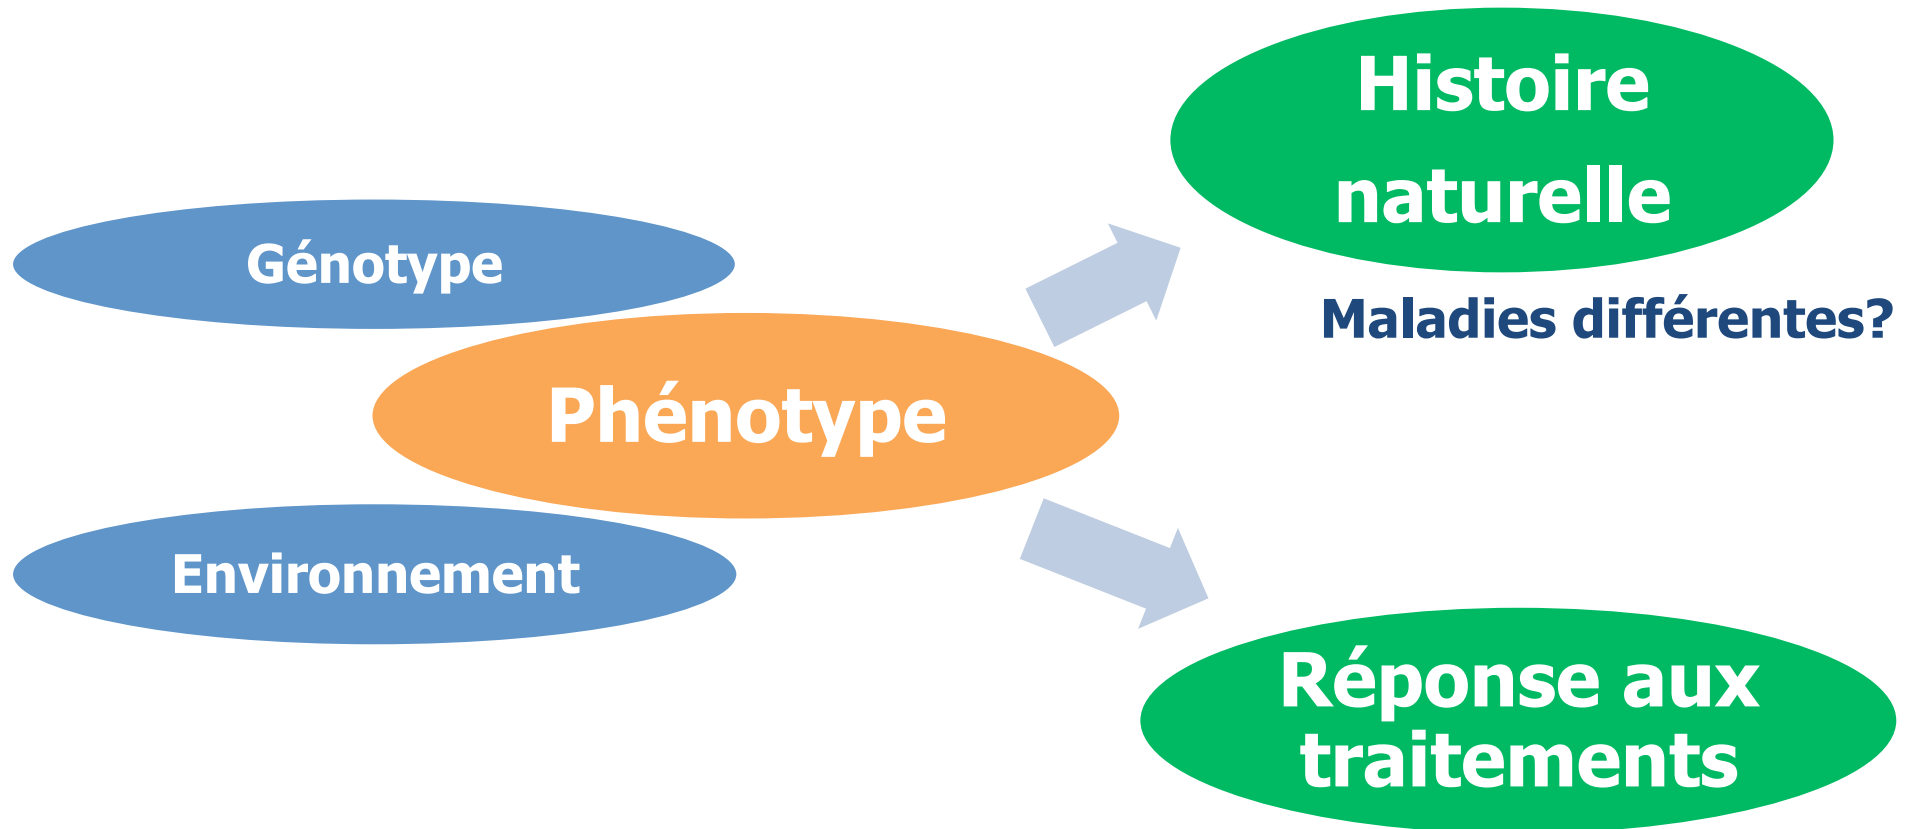 Génotype
Phénotype
Environnement
Histoire
naturelle
Maladies différentes?
Réponse aux
traitements